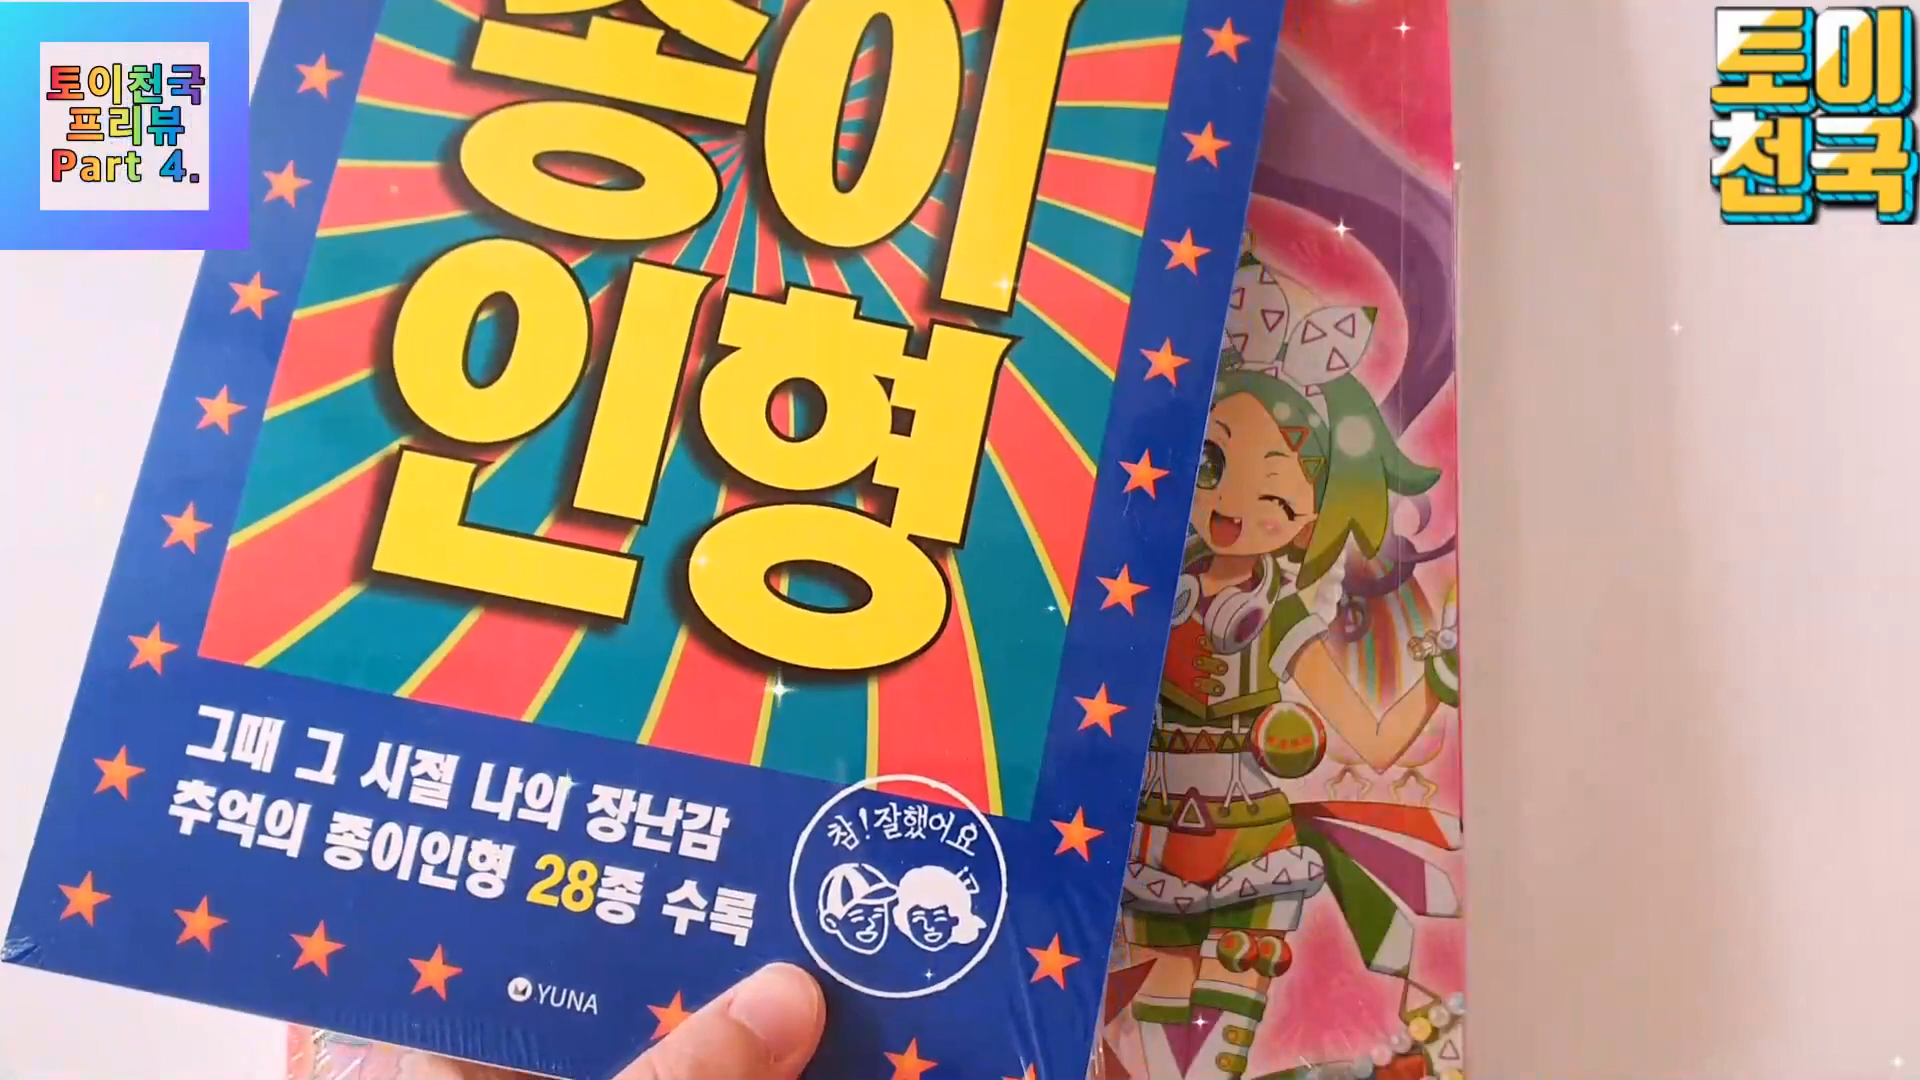 토이천국
프리뷰
Part 4.
토이
천국
종이
인형
그때 그 시절 나의 장난감
추억의 종이인형 28종 수록
참! 잘했어요
YUNA